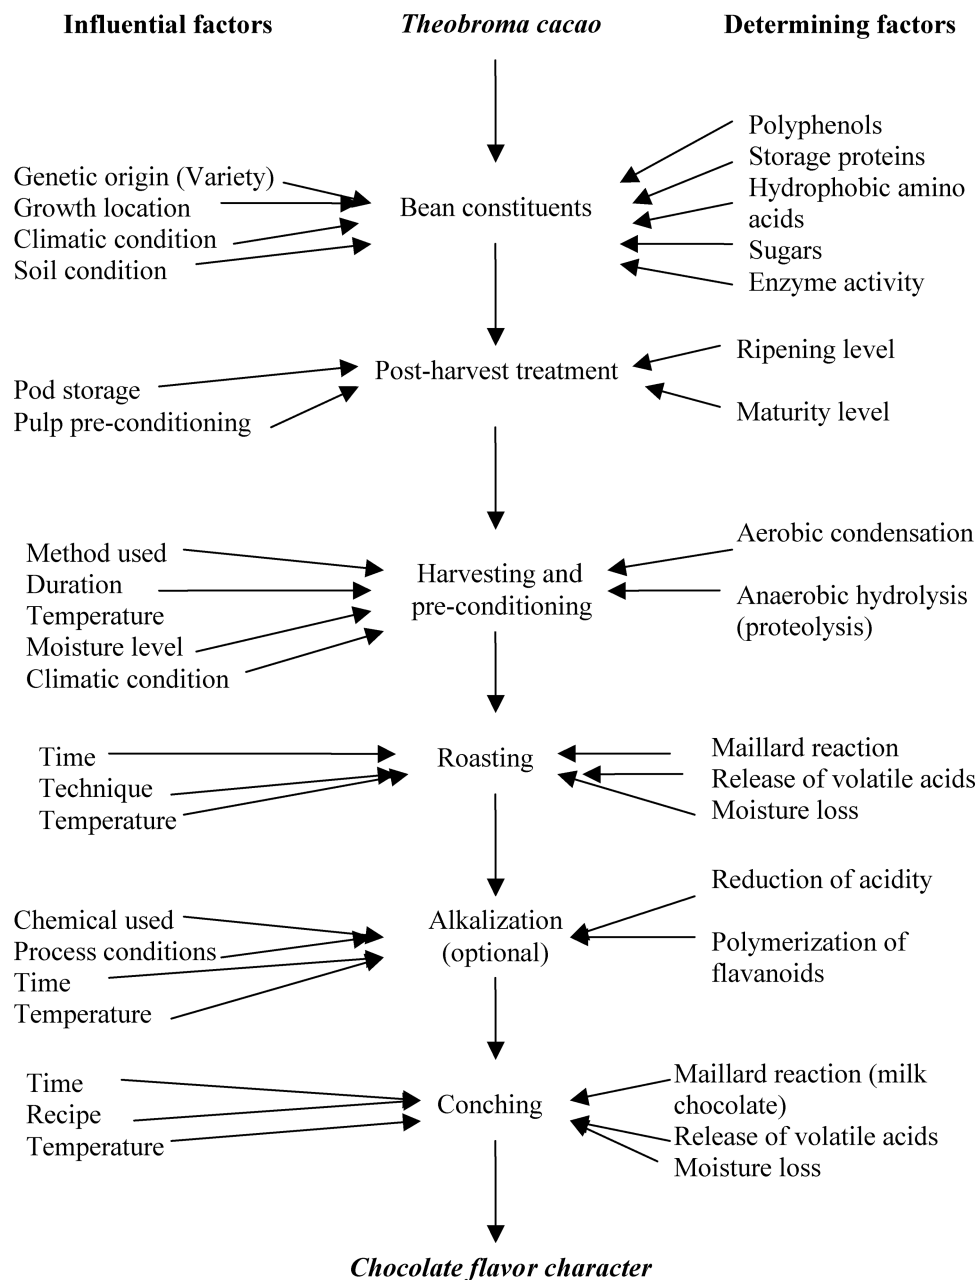 Influential factors
Theobroma cacao
Determining factors
Genetic origin (Variety)
Growth location
Climatic condition
Soil condition
Bean constituents
Polyphenols
Storage proteins
Hydrophobic amino
acids
Sugars
Enzyme activity
Pod storage
Pulp pre-conditioning
Post-harvest treatment
Ripening level
Maturity level
Method used
Duration
Temperature
Moisture level
Climatic condition
Harvesting and
pre-conditioning
Aerobic condensation
Anaerobic hydrolysis
(proteolysis)
Time
Technique
Temperature
Roasting
Maillard reaction
Release of volatile acids
Moisture loss
Chemical used
Process conditions
Time
Temperature
Alkalization
(optional)
Reduction of acidity
Polymerization of
flavanoids
Time
Recipe
Temperature
Conching
Maillard reaction (milk
chocolate)
Release of volatile acids
Moisture loss
Chocolate flavor character